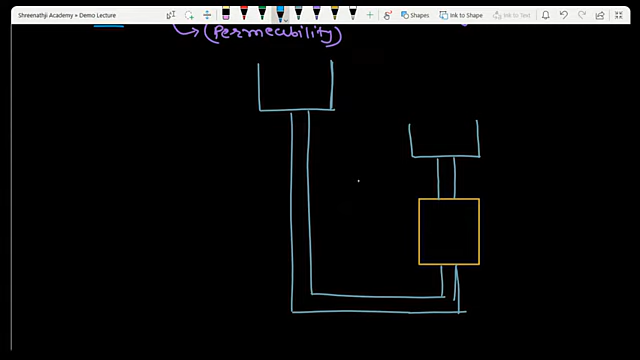 Shreenathji Academy • Demo Lecture
Shapes
Ink to Shape
Ink to Text
(Permeability)